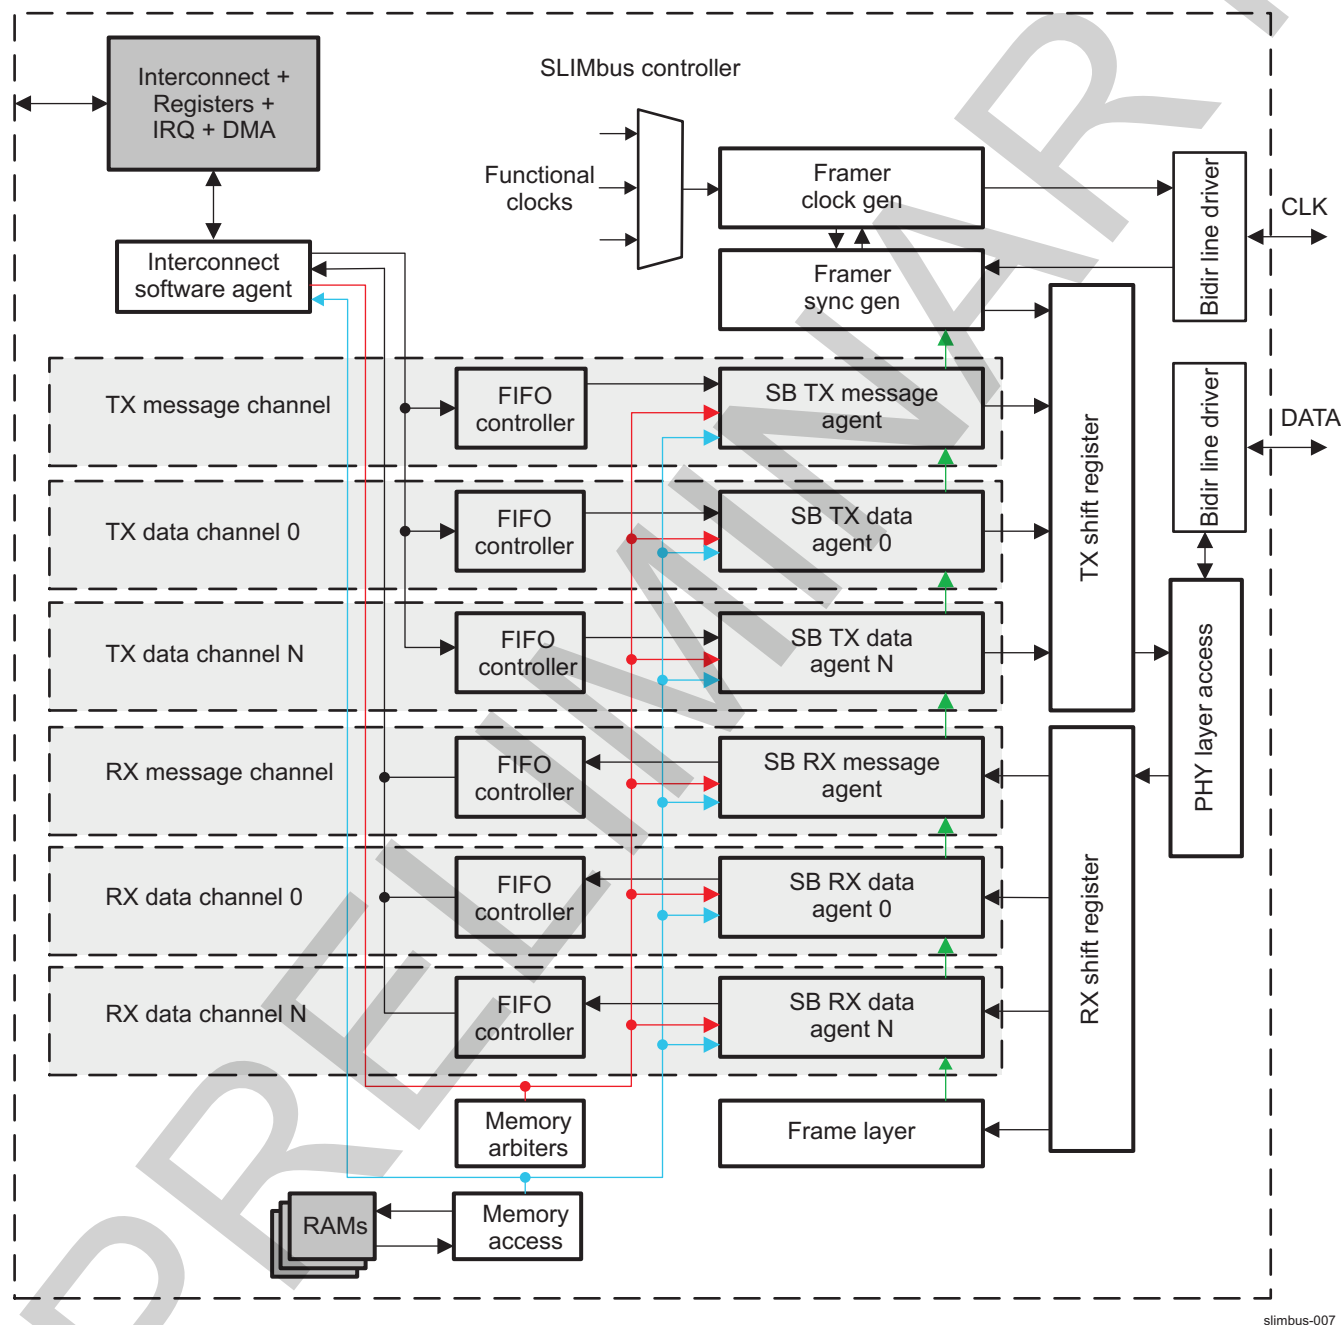 SLIMbus controller
Interconnect +
Registers +
IRQ + DMA
Functional
clocks
Framer
clock gen
Bidir line driver
CLK
Interconnect
software agent
Framer
sync gen
TX message channel
FIFO
controller
SB TX message
agent
TX shift register
Bidir line driver
DATA
TX data channel 0
FIFO
controller
SB TX data
agent 0
TX data channel N
FIFO
controller
SB TX data
agent N
PHY layer access
RX message channel
FIFO
controller
SB RX message
agent
RX shift register
RX data channel 0
FIFO
controller
SB RX data
agent 0
RX data channel N
FIFO
controller
SB RX data
agent N
Memory
arbiters
Frame layer
RAMs
Memory
access
slimbus-007
PRELIMINARY